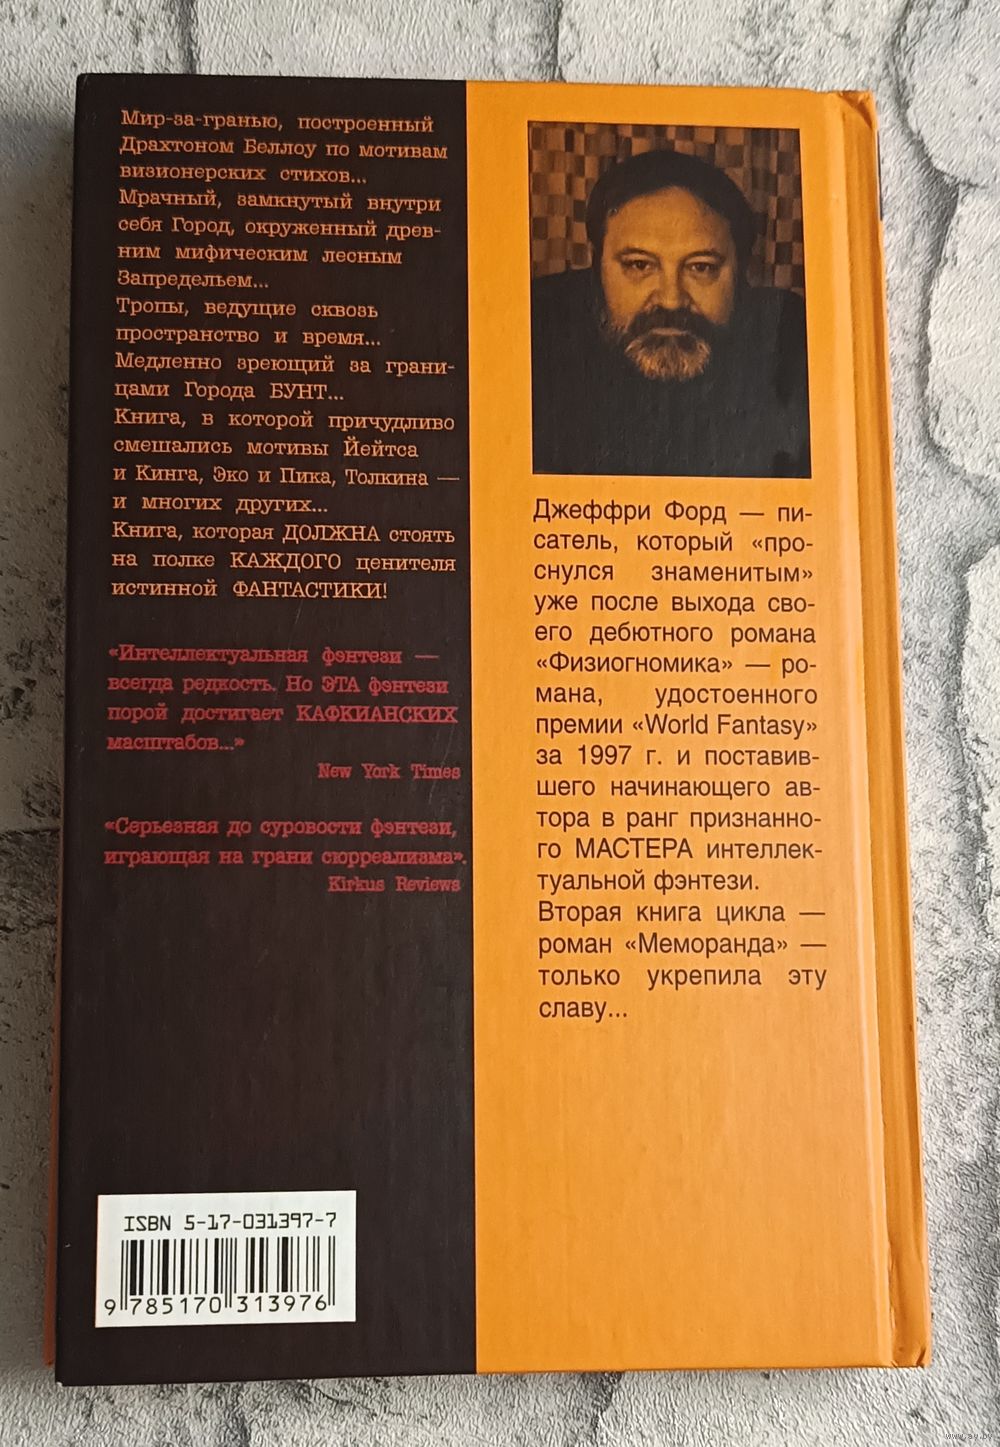 Мир-за-гранью, построенный
Драхтоном Беллоу по мотивам
визионерских стихов...
Мрачный, замкнутый внутри
себя Город, окруженный древ-
ним мифическим лесным
Запредельем...
Тропы, ведущие сквозь
пространство и время...
Медленно зреющий за грани-
цами Города БУНТ...
Книга, в которой причудливо
смешались мотивы Йейтса
и Кинга, Эко и Пика, Толкина —
и многих других...
Книга, которая ДОЛЖНА стоять
на полке КАЖДОГО ценителя
истинной ФАНТАСТИКИ!
«Интеллектуальная фэнтези —
всегда редкость. Но ЭТА фэнтези
порой достигает КАФКИАНСКИХ
масштабов...»
New York Times
«Серьезная до суровости фэнтези,
играющая на грани сюрреализма».
Kirkus Reviews
ISBN 5-17-031397-7
9 785170 313976
Джеффри Форд — пи-
сатель, который «про-
снулся знаменитым»
уже после выхода сво-
его дебютного романа
«Физиогномика» — ро-
мана, удостоенного
премии «World Fantasy»
за 1997 г. и поставив-
шего начинающего ав-
тора в ранг признанно-
го МАСТЕРА интеллек-
туальной фэнтези.
Вторая книга цикла —
роман «Меморанда» —
только укрепила эту
славу...
www.ay.by